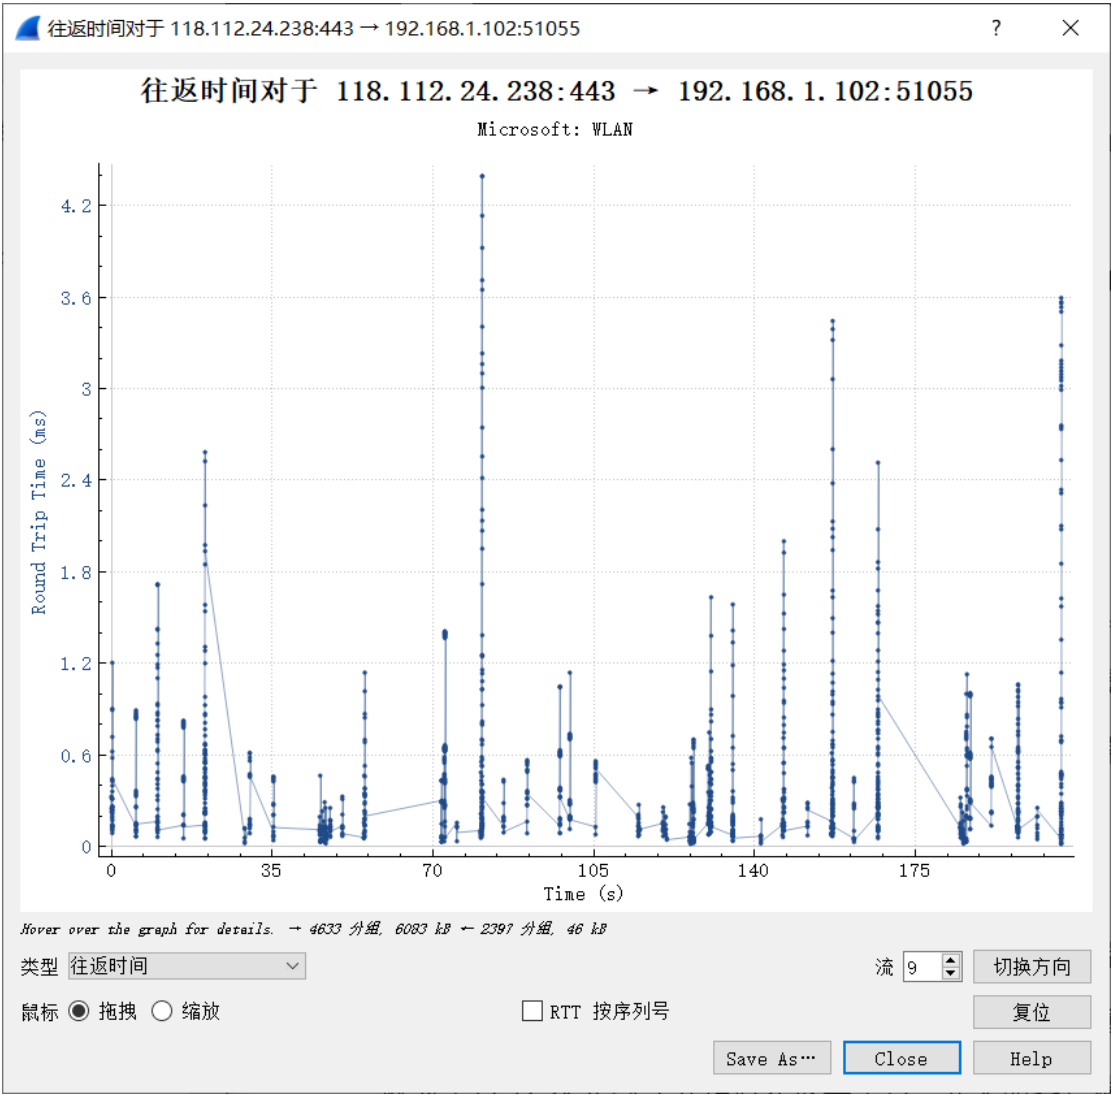 往返时间对于 118.112.24.238:443 → 192.168.1.102:51055
?
往返时间对于 118.112.24.238:443 → 192.168.1.102:51055
Microsoft: WLAN
4.2
3.6
3
2.4
1.8
1.2
0.6
0
Round Trip Time (ms)
0 35 70 105 140 175
Time (s)
Hover over the graph for details. → 4633 分组, 6083 kB ← 2397 分组, 46 kB
类型 往返时间 流 9 切换方向
鼠标 拖拽 缩放 RTT 按序列号 复位
Save As… Close Help